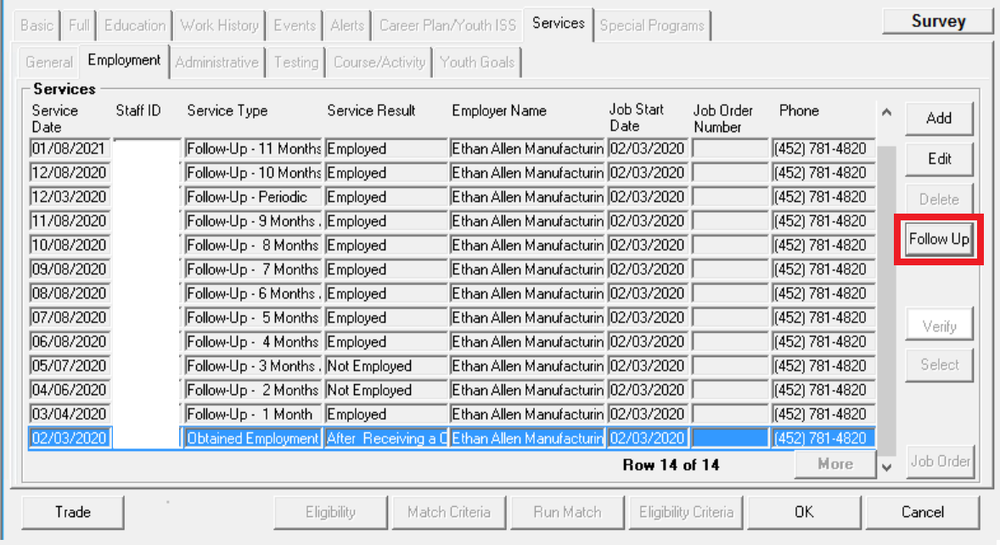 Basic Full Education Work History Events Alerts Career Plan/Youth ISS Services Special Programs Survey
General Employment Administrative Testing Course/Activity Youth Goals
Services
Service Date Staff ID Service Type Service Result Employer Name Job Start Date Job Order Number Phone
Add
01/08/2021 Follow-Up - 11 Months Employed Ethan Allen Manufacturin 02/03/2020 (452) 781-4820
Edit
12/08/2020 Follow-Up - 10 Months Employed Ethan Allen Manufacturin 02/03/2020 (452) 781-4820
12/03/2020 Follow-Up - Periodic Employed Ethan Allen Manufacturin 02/03/2020 (452) 781-4820
Delete
11/08/2020 Follow-Up - 9 Months . Employed Ethan Allen Manufacturin 02/03/2020 (452) 781-4820
Follow Up
10/08/2020 Follow-Up - 8 Months Employed Ethan Allen Manufacturin 02/03/2020 (452) 781-4820
09/08/2020 Follow-Up - 7 Months Employed Ethan Allen Manufacturin 02/03/2020 (452) 781-4820
08/08/2020 Follow-Up - 6 Months . Employed Ethan Allen Manufacturin 02/03/2020 (452) 781-4820
07/08/2020 Follow-Up - 5 Months Employed Ethan Allen Manufacturin 02/03/2020 (452) 781-4820
Verify
06/08/2020 Follow-Up - 4 Months Employed Ethan Allen Manufacturin 02/03/2020 (452) 781-4820
05/07/2020 Follow-Up - 3 Months . Not Employed Ethan Allen Manufacturin 02/03/2020 (452) 781-4820
Select
04/06/2020 Follow-Up - 2 Months Not Employed Ethan Allen Manufacturin 02/03/2020 (452) 781-4820
03/04/2020 Follow-Up - 1 Month Employed Ethan Allen Manufacturin 02/03/2020 (452) 781-4820
02/03/2020 Obtained Employment After Receiving a Ethan Allen Manufacturin 02/03/2020 (452) 781-4820
Row 14 of 14 More Job Order
Trade Eligibility Match Criteria Run Match Eligibility Criteria OK Cancel